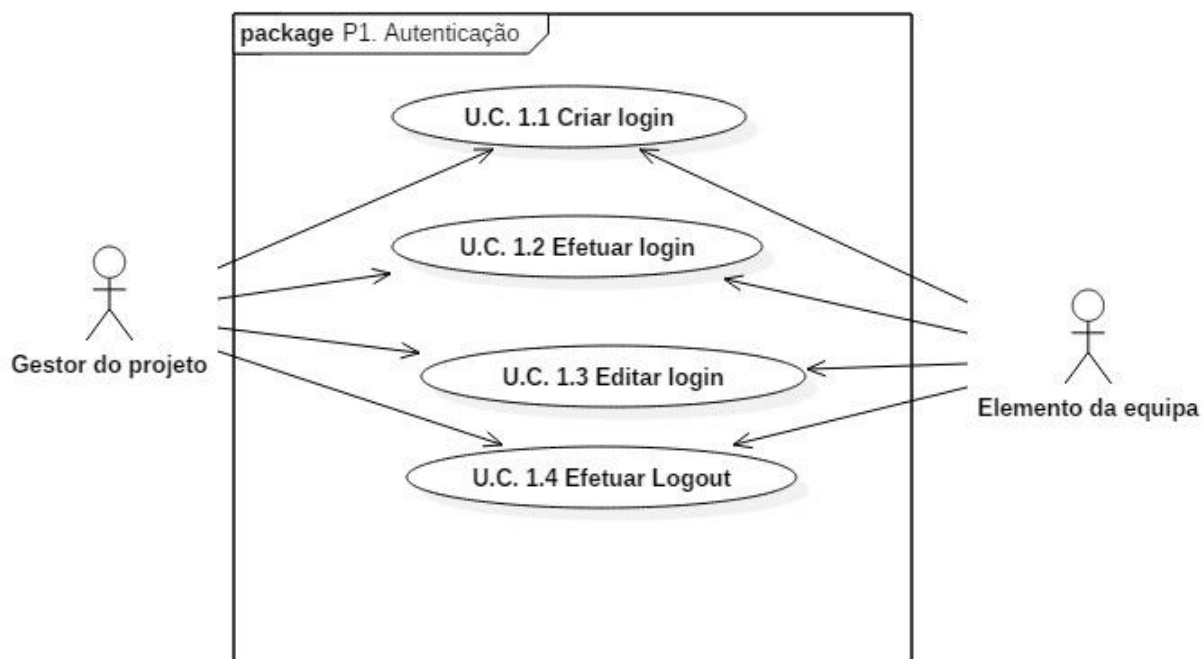 package P1. Autenticação
U.C. 1.1 Criar login
U.C. 1.2 Efetuar login
Gestor do projeto
U.C. 1.3 Editar login
Elemento da equipa
U.C. 1.4 Efetuar Logout